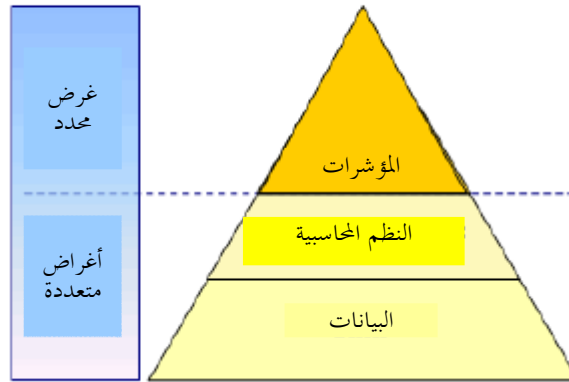 غرض
محدد
المؤشرات
النظم المحاسبية
أغراض
متعددة
البيانات